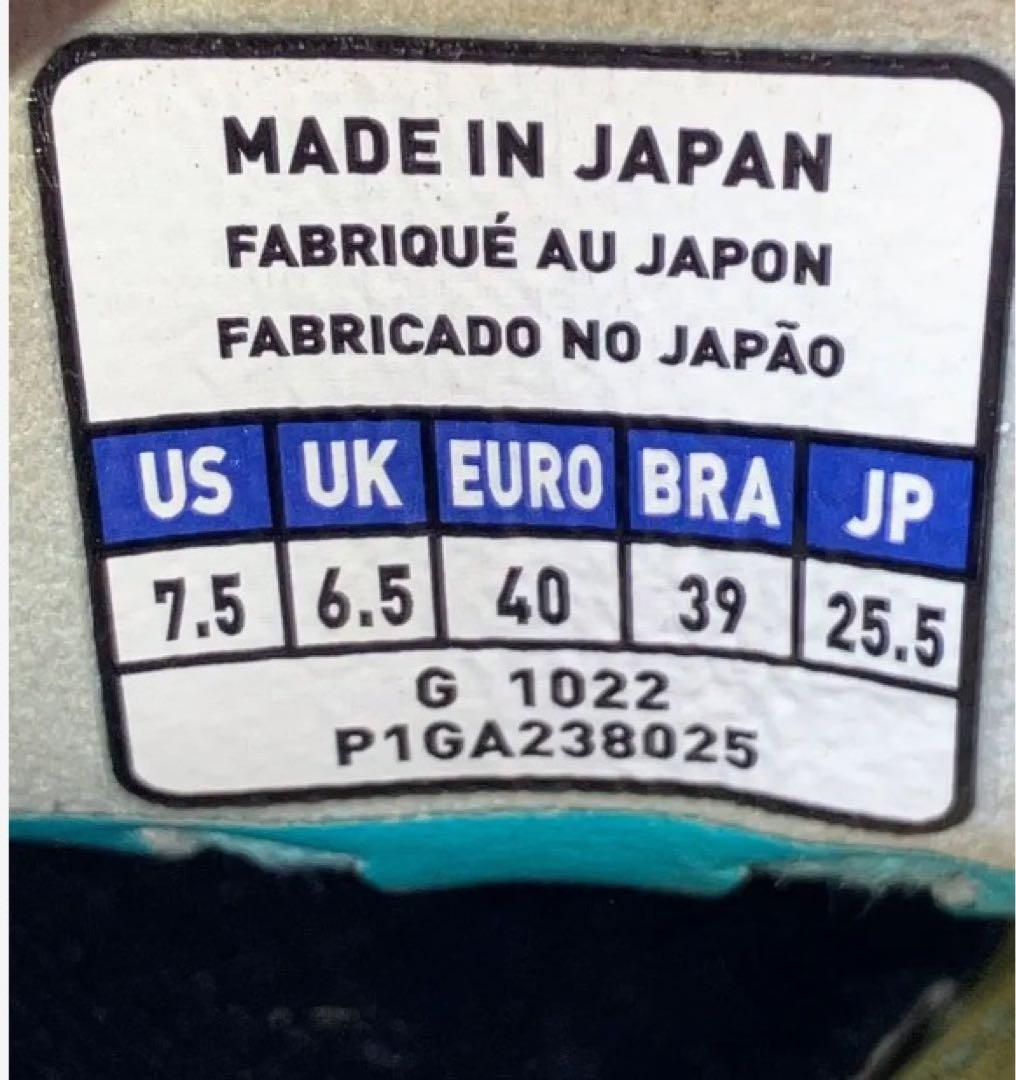 MADE IN JAPAN
FABRIQUÉ AU JAPON
FABRICADO NO JAPÃO
US UK EURO BRA JP
7.5 6.5 40 39 25.5
G 1022
P1GA238025